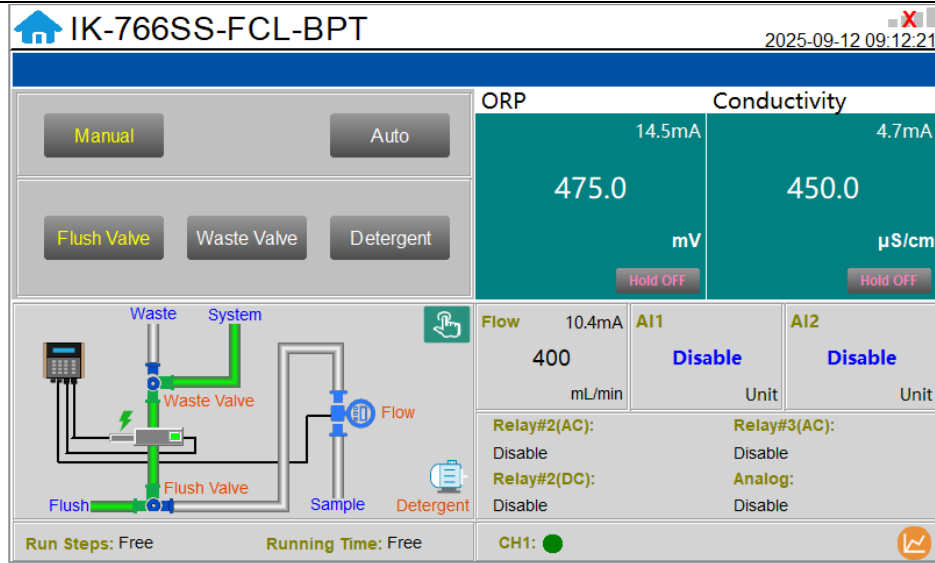 IK-766SS-FCL-BPT
X
2025-09-12 09:12:21
Manual
Auto
Flush Valve
Waste Valve
Detergent
ORP
14.5mA
475.0
mV
Hold OFF
Conductivity
4.7mA
450.0
µS/cm
Hold OFF
Waste
System
Waste Valve
Flow
Flush Valve
Flush
Sample
Detergent
Flow 10.4mA
400
mL/min
AI1
Disable
Unit
AI2
Disable
Unit
Relay#2(AC):
Disable
Relay#3(AC):
Disable
Relay#2(DC):
Disable
Analog:
Disable
Run Steps: Free
Running Time: Free
CH1: